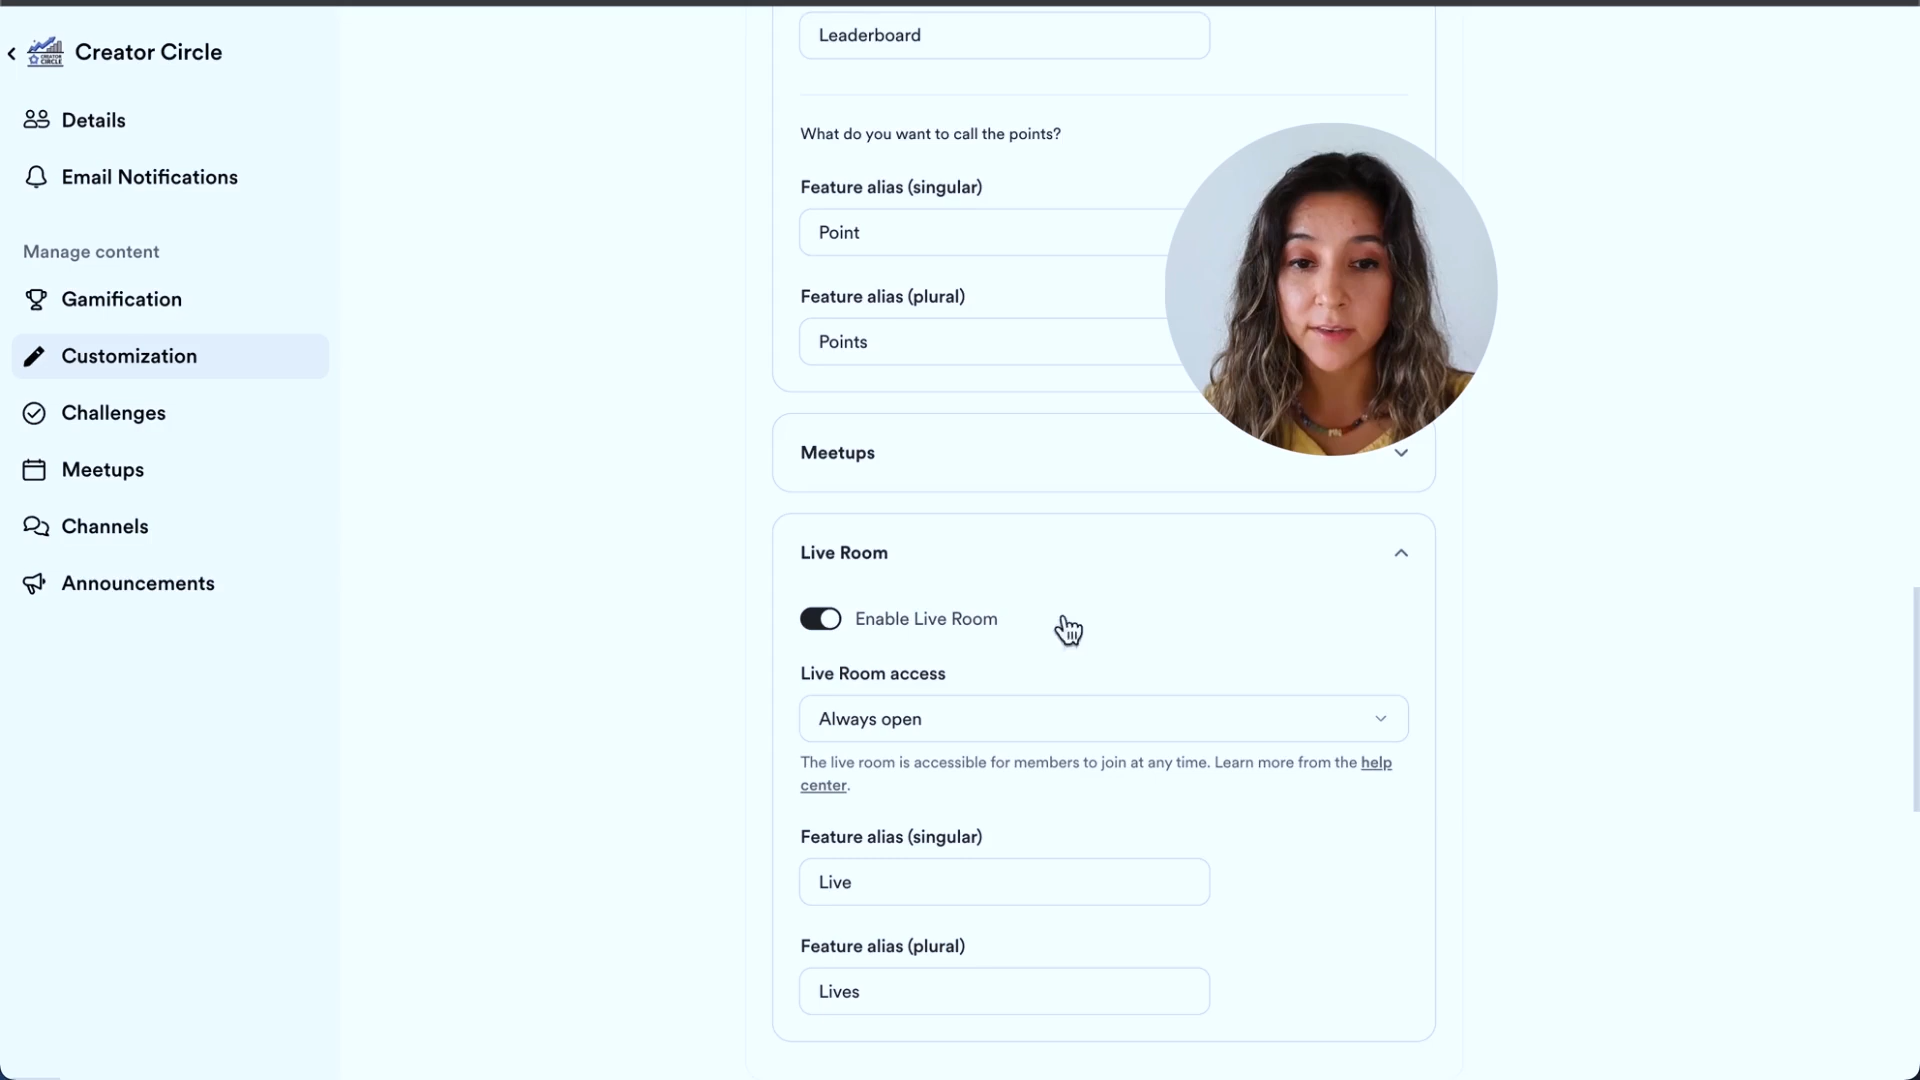 Creator Circle
Details
Email Notifications
Manage content
Gamification
Customization
Challenges
Meetups
Channels
Announcements
Leaderboard
What do you want to call the points?
Feature alias (singular)
Point
Feature alias (plural)
Points
Meetups
Live Room
Enable Live Room
Live Room access
Always open
The live room is accessible for members to join at any time. Learn more from the help
center.
Feature alias (singular)
Live
Feature alias (plural)
Lives